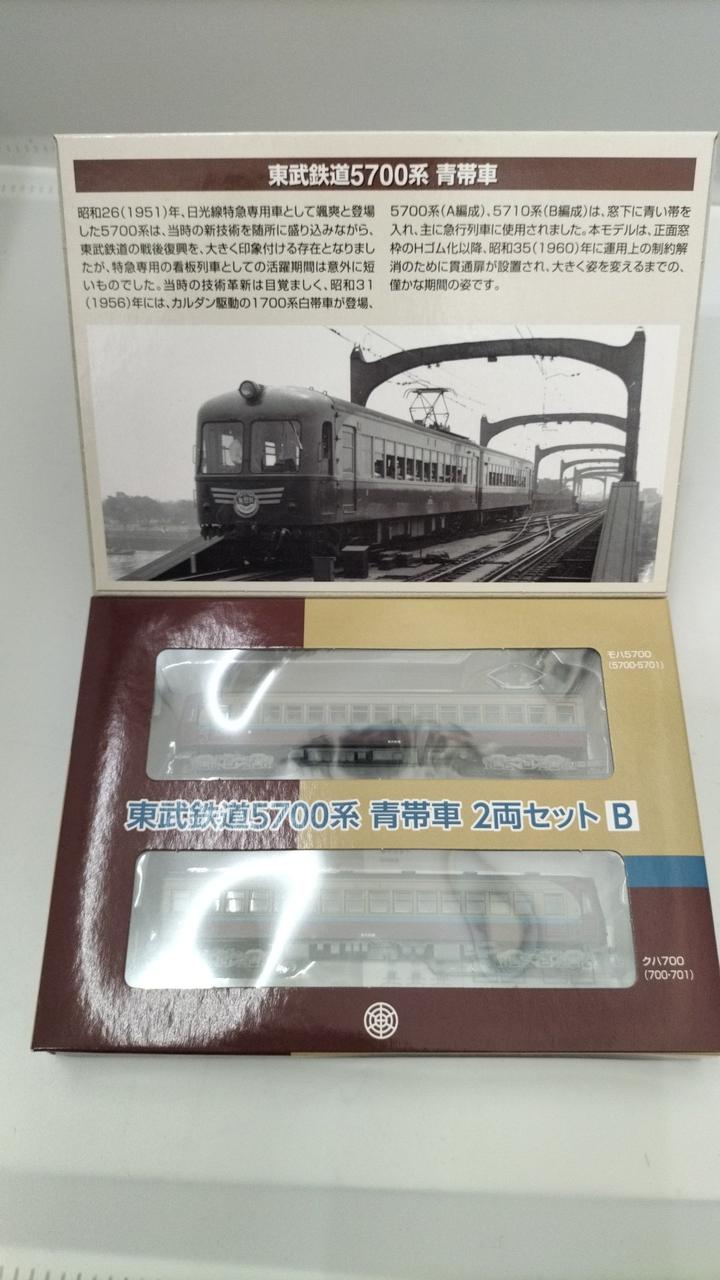 東武鉄道5700系 青帯車
昭和26(1951)年、日光線特急専用車として颯爽と登場
した5700系は、当時の新技術を随所に盛り込みながら、
東武鉄道の戦後復興を、大きく印象付ける存在となりまし
たが、特急専用の看板列車としての活躍期間は意外に短
いものでした。当時の技術革新は目覚ましく、昭和31
(1956)年には、カルダン駆動の1700系白帯車が登場、
5700系(A編成)、5710系(B編成)は、窓下に青い帯を
入れ、主に急行列車に使用されました。本モデルは、正面窓
枠のHゴム化以降、昭和35(1960)年に運用上の制約解
消のために貫通扉が設置され、大きく姿を変えるまでの、
僅かな期間の姿です。
モハ5700
(5700-5701)
東武鉄道5700系 青帯車 2両セット B
クハ700
(700-701)